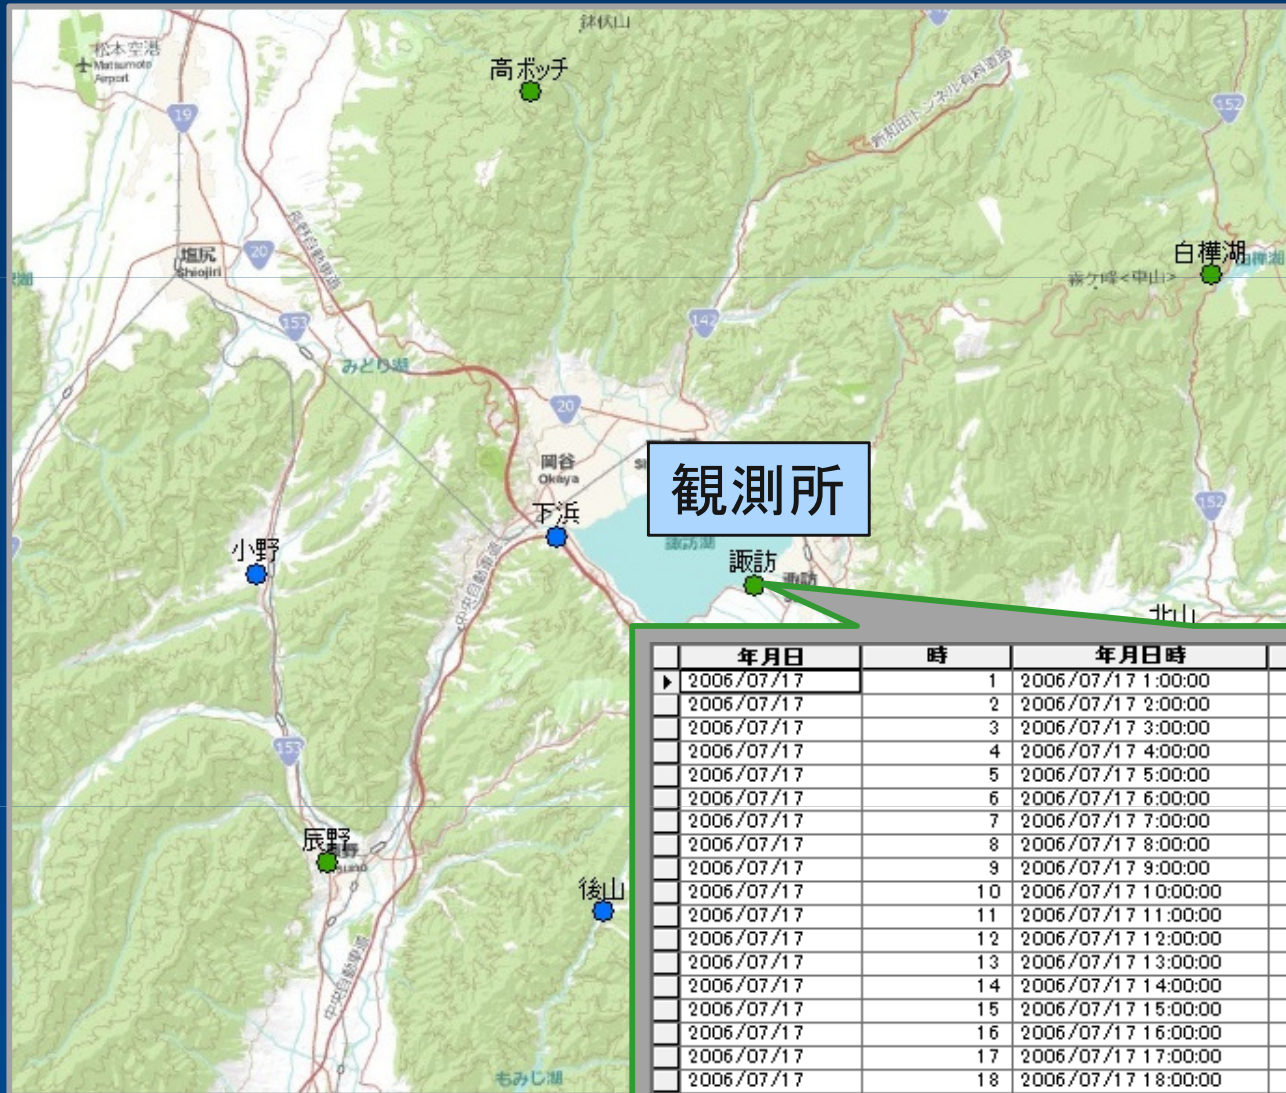 鉢伏山
松本空港
Matsumoto
Airport
高ボッチ
19
新和田トンネル有料道路
152
長野自動車道
塩尻
Shiojiri
20
白樺湖
白樺湖
霧ケ峰<車山>
153
142
みどり湖
20
岡谷
Okaya
観測所
152
下浜
諏訪湖
小野
諏訪
諏訪
中央自動車道
北山
年月日 時 年月日時
2006/07/17 1 2006/07/17 1:00:00
2006/07/17 2 2006/07/17 2:00:00
2006/07/17 3 2006/07/17 3:00:00
2006/07/17 4 2006/07/17 4:00:00
2006/07/17 5 2006/07/17 5:00:00
2006/07/17 6 2006/07/17 6:00:00
2006/07/17 7 2006/07/17 7:00:00
2006/07/17 8 2006/07/17 8:00:00
2006/07/17 9 2006/07/17 9:00:00
2006/07/17 10 2006/07/17 10:00:00
2006/07/17 11 2006/07/17 11:00:00
2006/07/17 12 2006/07/17 12:00:00
2006/07/17 13 2006/07/17 13:00:00
2006/07/17 14 2006/07/17 14:00:00
2006/07/17 15 2006/07/17 15:00:00
2006/07/17 16 2006/07/17 16:00:00
2006/07/17 17 2006/07/17 17:00:00
2006/07/17 18 2006/07/17 18:00:00
153
辰野
後山
中央自動車道
もみじ湖